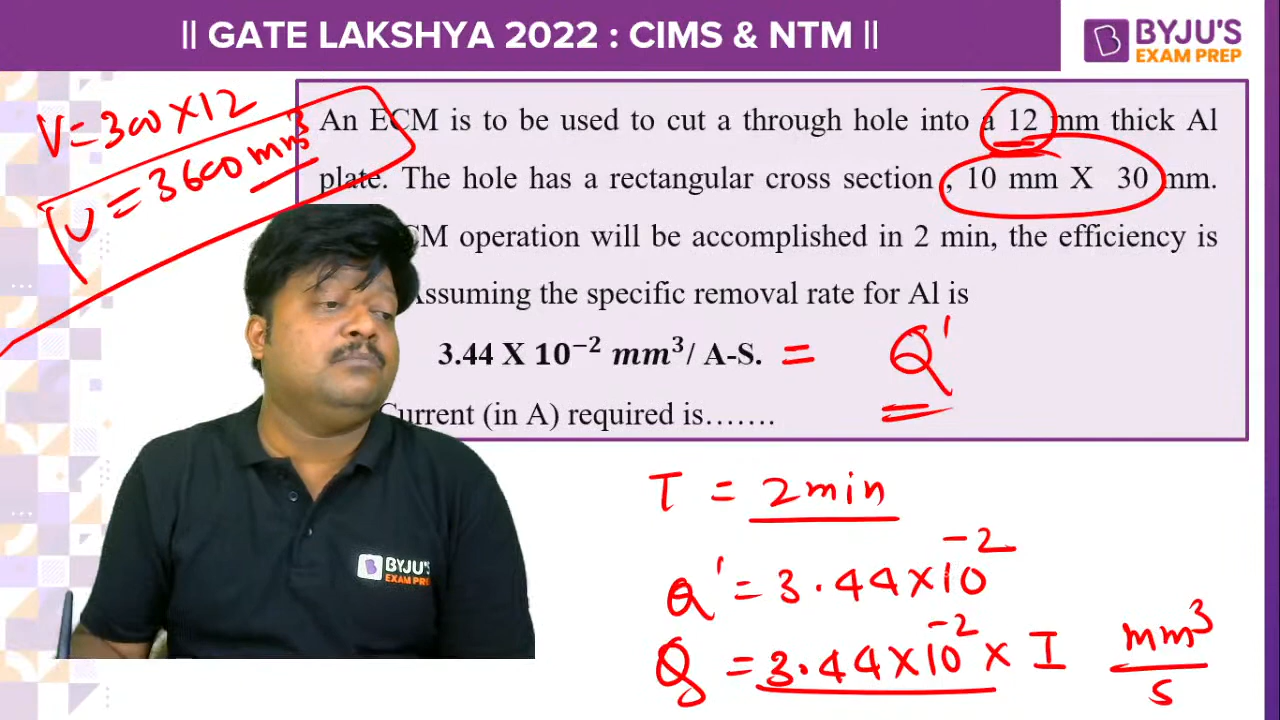 || GATE LAKSHYA 2022 : CIMS & NTM ||
BYJU'S
EXAM PREP
V=300X12
V = 3600 mm³
An ECM is to be used to cut a through hole into a 12 mm thick Al
plate. The hole has a rectangular cross section , 10 mm X 30 mm.
CM operation will be accomplished in 2 min, the efficiency is
Assuming the specific removal rate for Al is
3.44 X 10⁻² mm³/ A-S. = Q'
Current (in A) required is…….
T = 2min
Q' = 3.44×10⁻²
Q = 3.44×10⁻² × I mm³/s
BYJU'S
EXAM PREP